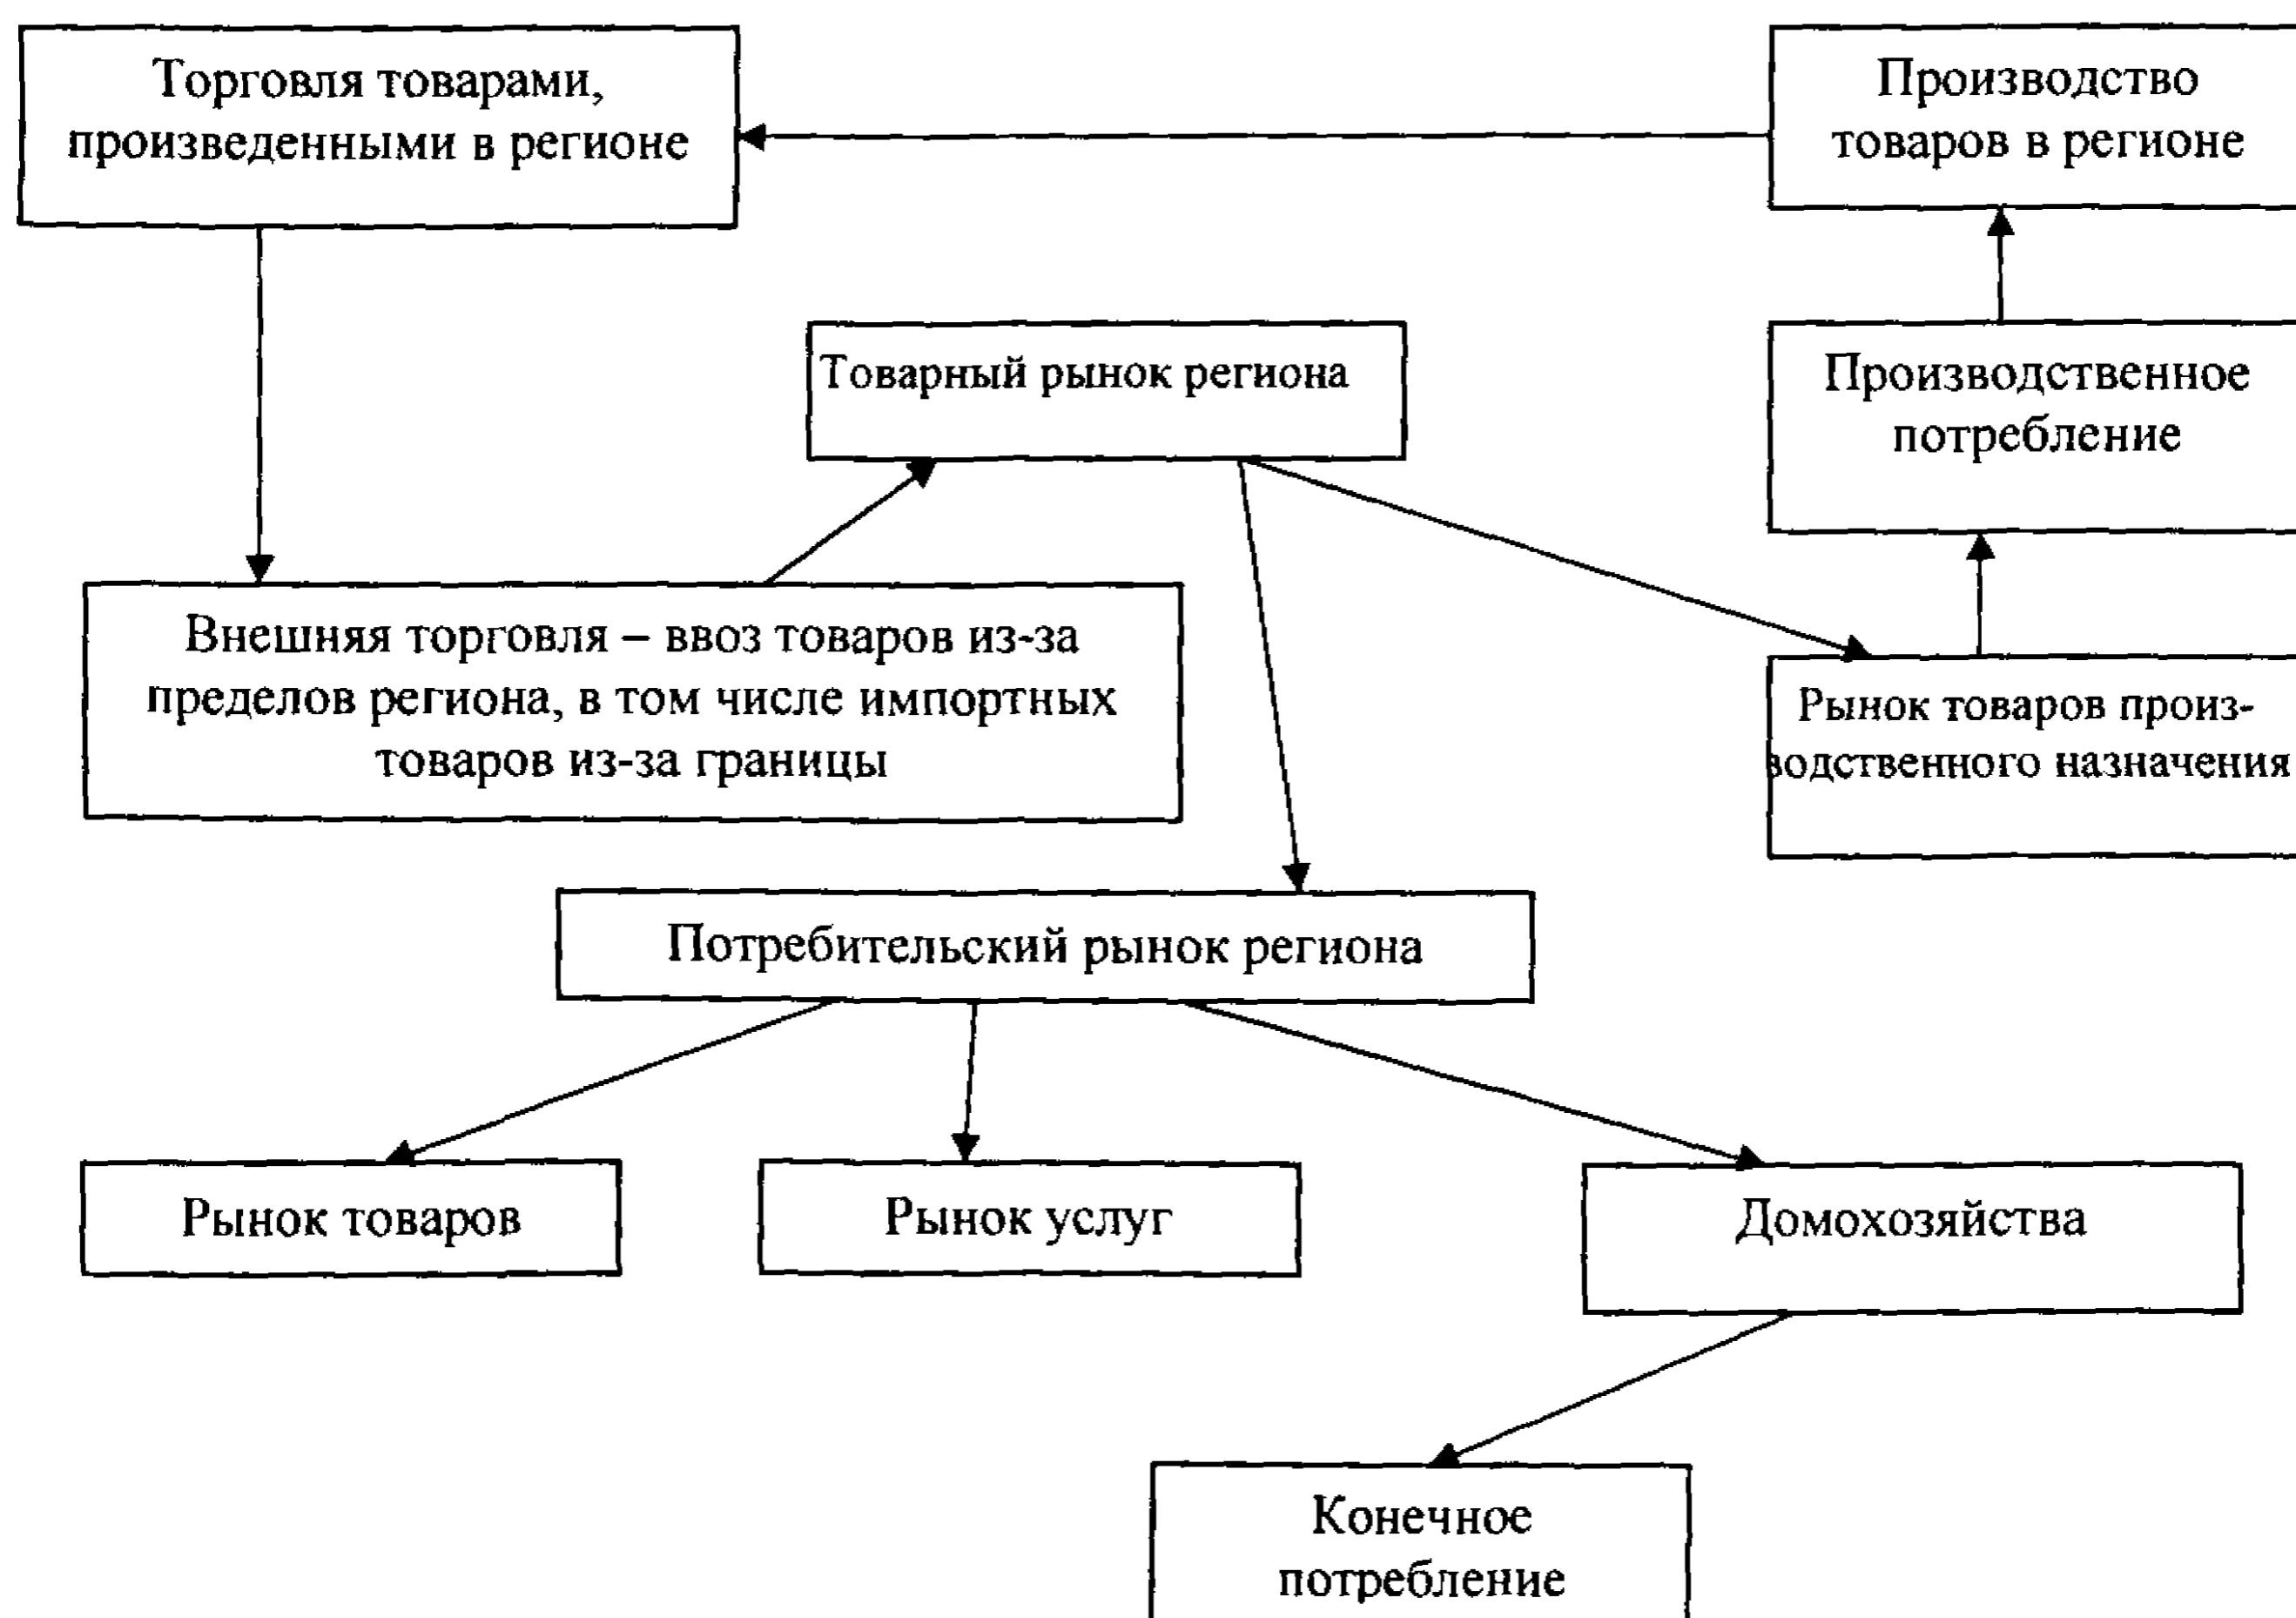 Торговля товарами,
произведенными в регионе
Производство
товаров в регионе
Товарный рынок региона
Производственное
потребление
Внешняя торговля – ввоз товаров из-за
пределов региона, в том числе импортных
товаров из-за границы
Рынок товаров произ-
водственного назначения
Потребительский рынок региона
Рынок товаров
Рынок услуг
Домохозяйства
Конечное
потребление